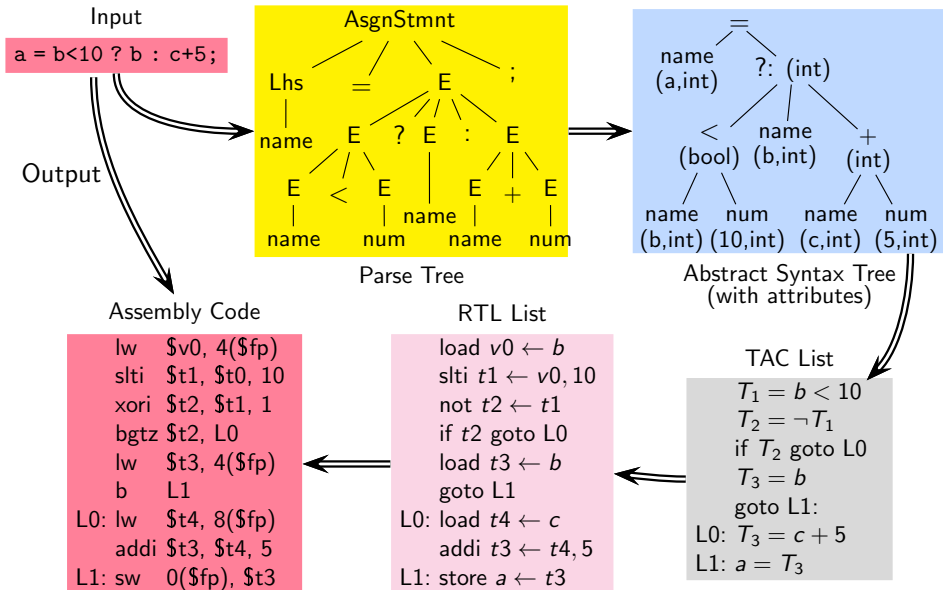 Input
a = b<10 ? b : c+5;
Output
AsgnStmnt
Lhs = E ;
name E ? E : E
E < E name E + E
name num name num
Parse Tree
=
name ?: (int)
(a,int)
< name +
(bool) (b,int) (int)
name num name num
(b,int) (10,int) (c,int) (5,int)
Abstract Syntax Tree
(with attributes)
TAC List
T₁ = b < 10
T₂ = ¬T₁
if T₂ goto L0
T₃ = b
goto L1:
L0: T₃ = c + 5
L1: a = T₃
RTL List
load v0 ← b
slti t1 ← v0, 10
not t2 ← t1
if t2 goto L0
load t3 ← b
goto L1
L0: load t4 ← c
addi t3 ← t4, 5
L1: store a ← t3
Assembly Code
lw $v0, 4($fp)
slti $t1, $t0, 10
xori $t2, $t1, 1
bgtz $t2, L0
lw $t3, 4($fp)
b L1
L0: lw $t4, 8($fp)
addi $t3, $t4, 5
L1: sw 0($fp), $t3